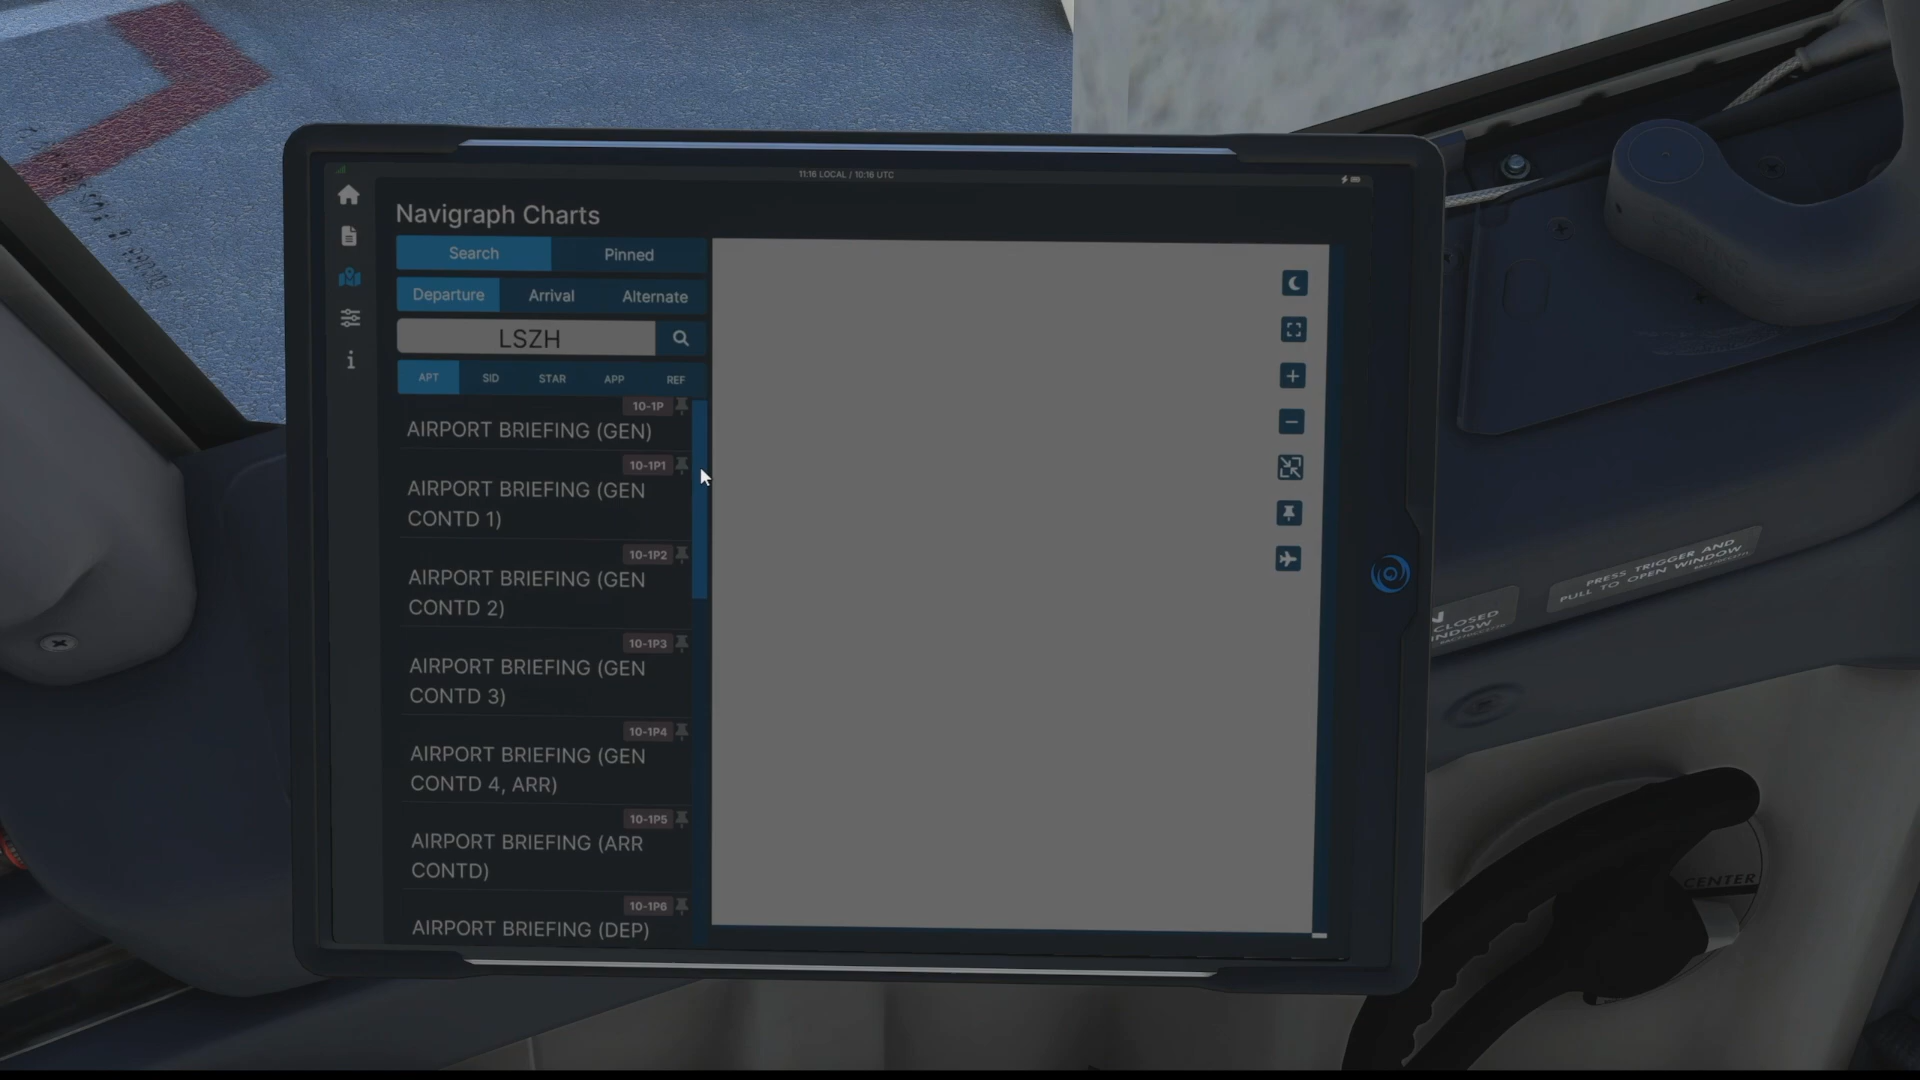 11:16 LOCAL / 10:16 UTC
Navigraph Charts
Search Pinned
Departure Arrival Alternate
LSZH
APT SID STAR APP REF
10-1P
AIRPORT BRIEFING (GEN)
10-1P1
AIRPORT BRIEFING (GEN
CONTD 1)
10-1P2
AIRPORT BRIEFING (GEN
CONTD 2)
10-1P3
AIRPORT BRIEFING (GEN
CONTD 3)
10-1P4
AIRPORT BRIEFING (GEN
CONTD 4, ARR)
10-1P5
AIRPORT BRIEFING (ARR
CONTD)
10-1P6
AIRPORT BRIEFING (DEP)
PRESS TRIGGER AND
PULL TO OPEN WINDOW
CLOSED
CENTER